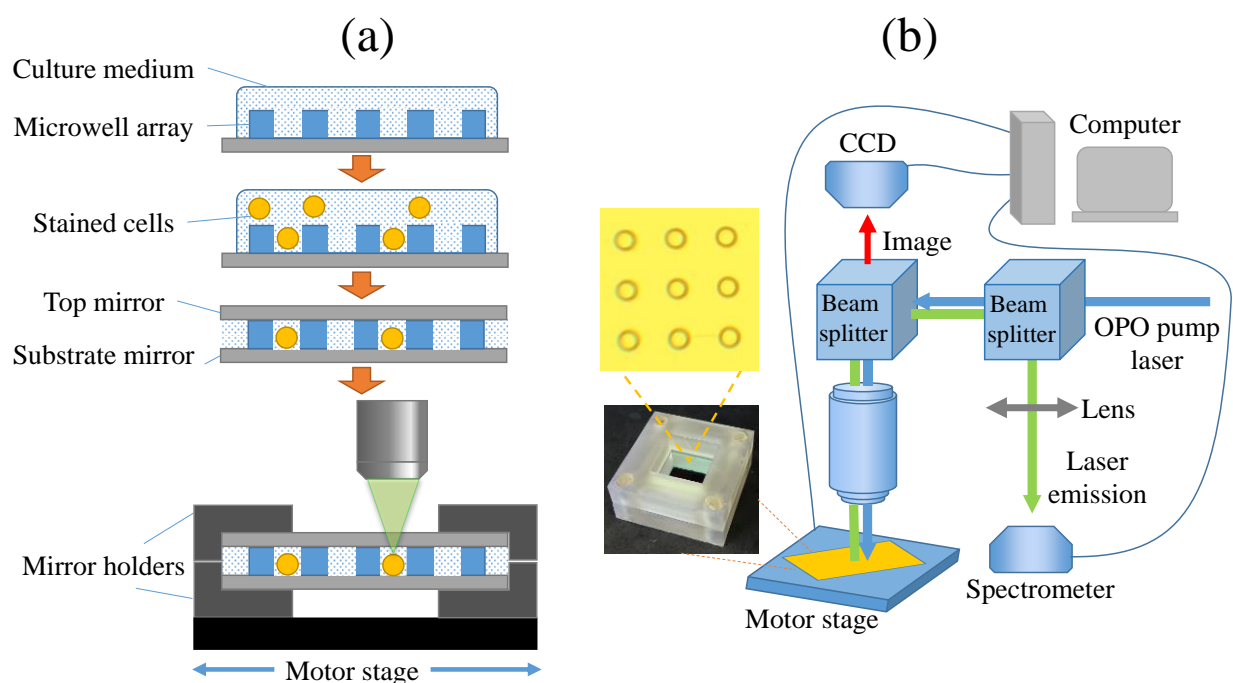 (a)
Culture medium
Microwell array
Stained cells
Top mirror
Substrate mirror
Mirror holders
Motor stage
(b)
Computer
CCD
Image
Beam
splitter
Beam
splitter
OPO pump
laser
Lens
Laser
emission
Spectrometer
Motor stage